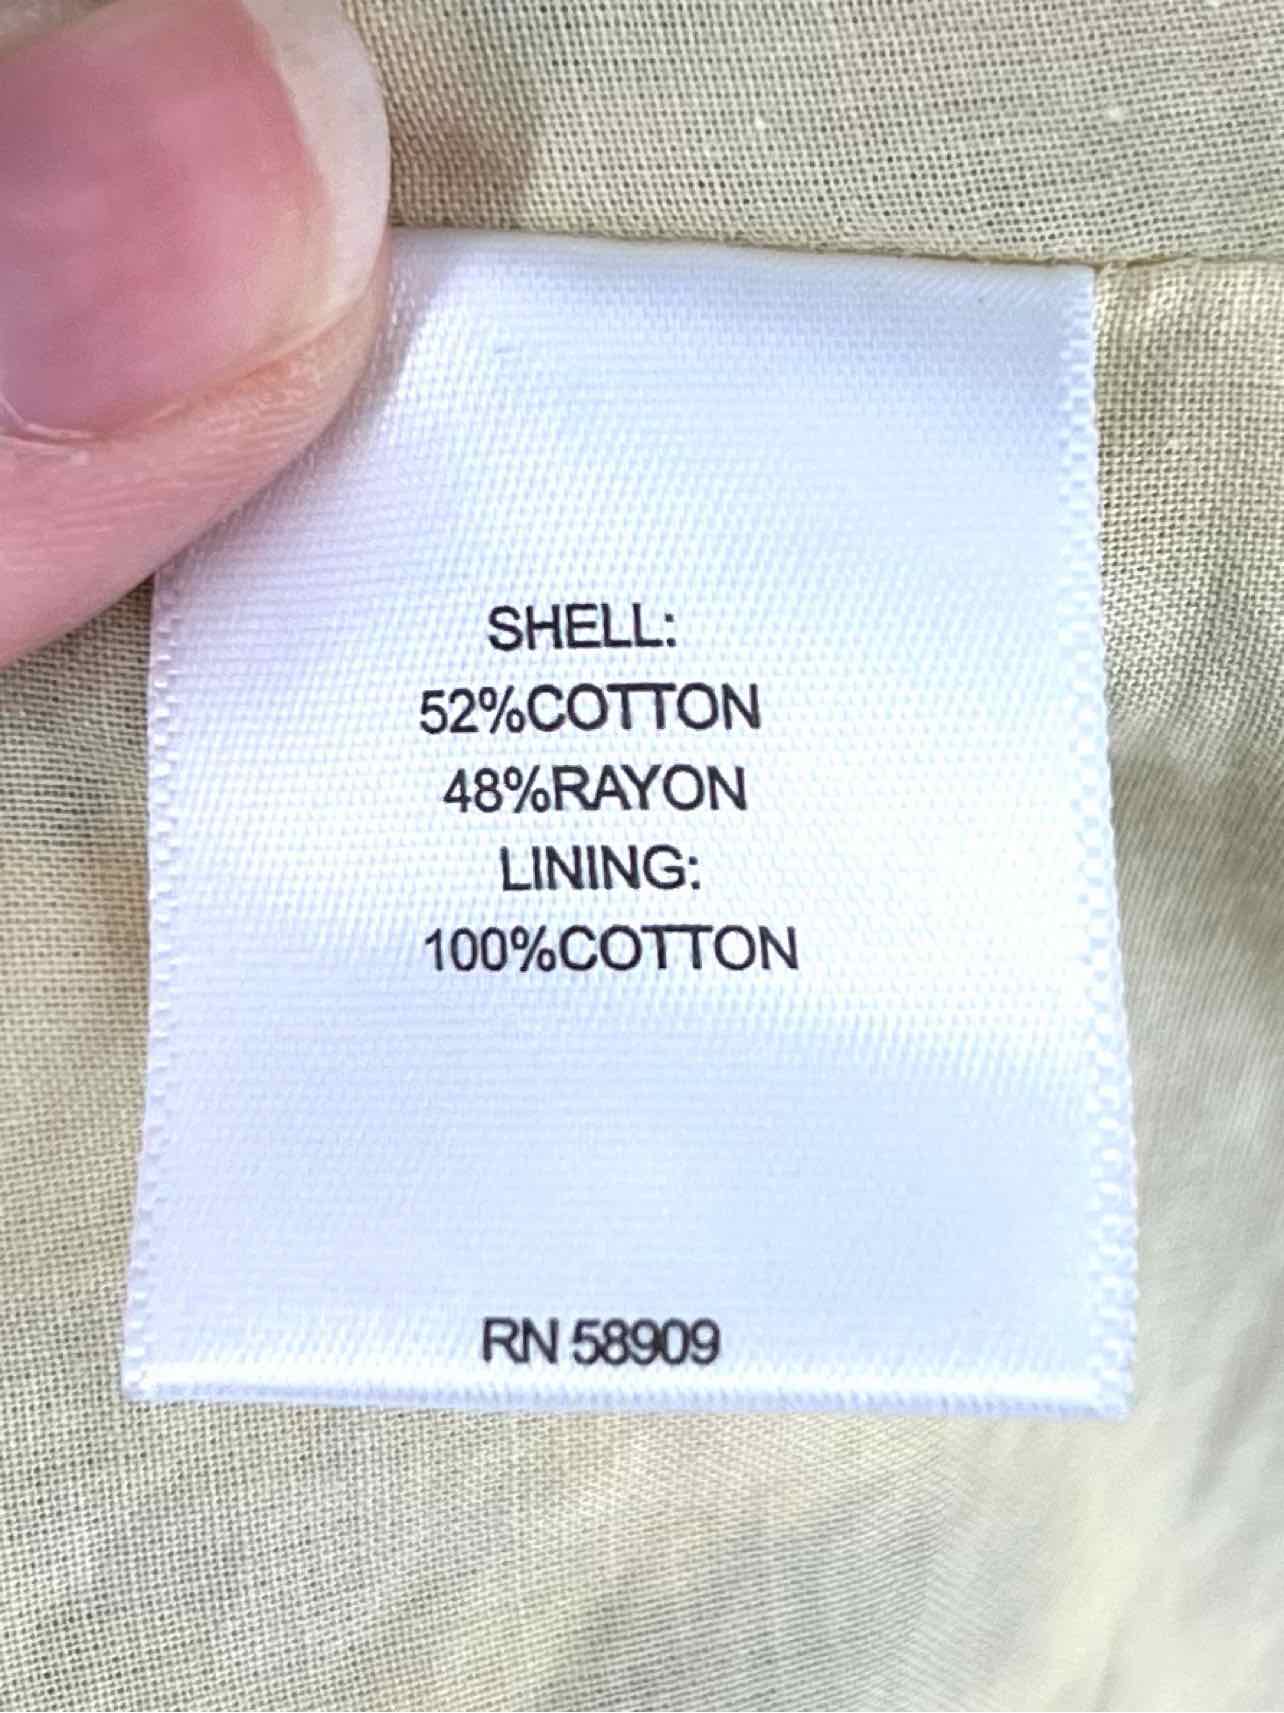 SHELL:
52%COTTON
48%RAYON
LINING:
100%COTTON
RN 58909